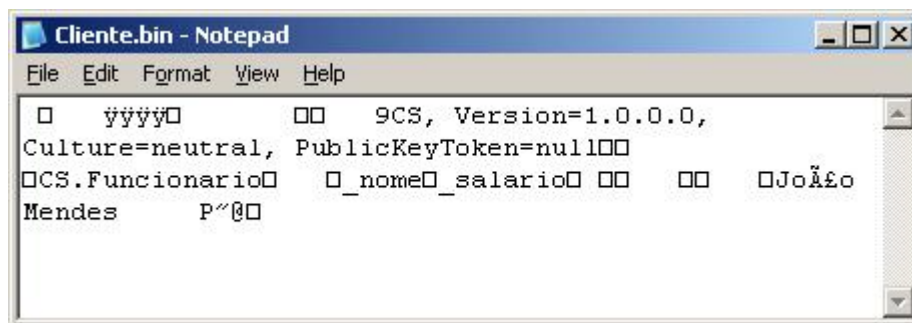 Cliente.bin - Notepad
File Edit Format View Help
□ ÿÿÿÿ□ □□ 9CS, Version=1.0.0.0,
Culture=neutral, PublicKeyToken=null□□
□CS.Funcionario□ □_nome□_salario□ □□ □□ □JoÃ£o
Mendes P˝@□